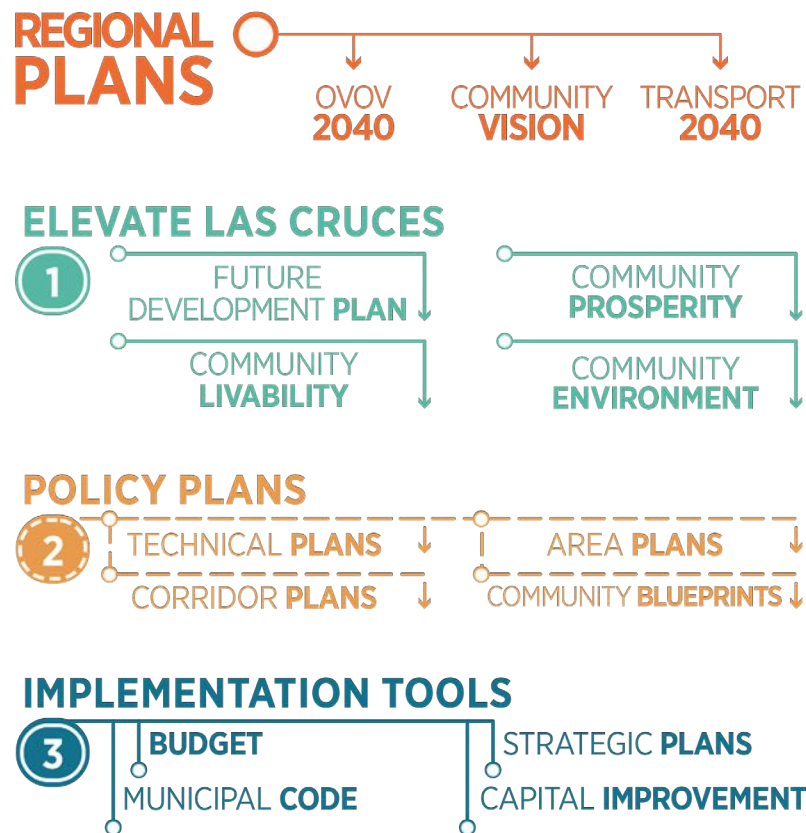 REGIONAL
PLANS
OVOV
2040
COMMUNITY
VISION
TRANSPORT
2040
ELEVATE LAS CRUCES
1
FUTURE
DEVELOPMENT PLAN
COMMUNITY
PROSPERITY
COMMUNITY
LIVABILITY
COMMUNITY
ENVIRONMENT
POLICY PLANS
2
TECHNICAL PLANS
AREA PLANS
CORRIDOR PLANS
COMMUNITY BLUEPRINTS
IMPLEMENTATION TOOLS
3
BUDGET
STRATEGIC PLANS
MUNICIPAL CODE
CAPITAL IMPROVEMENT